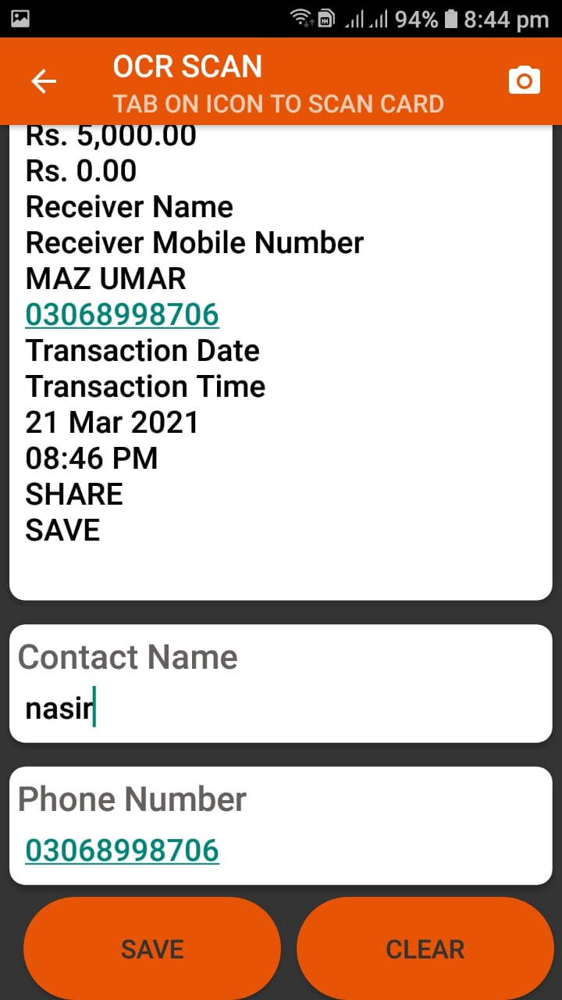 94% 8:44 pm
OCR SCAN
TAB ON ICON TO SCAN CARD
Rs. 5,000.00
Rs. 0.00
Receiver Name
Receiver Mobile Number
MAZ UMAR
03068998706
Transaction Date
Transaction Time
21 Mar 2021
08:46 PM
SHARE
SAVE
Contact Name
nasir
Phone Number
03068998706
SAVE CLEAR